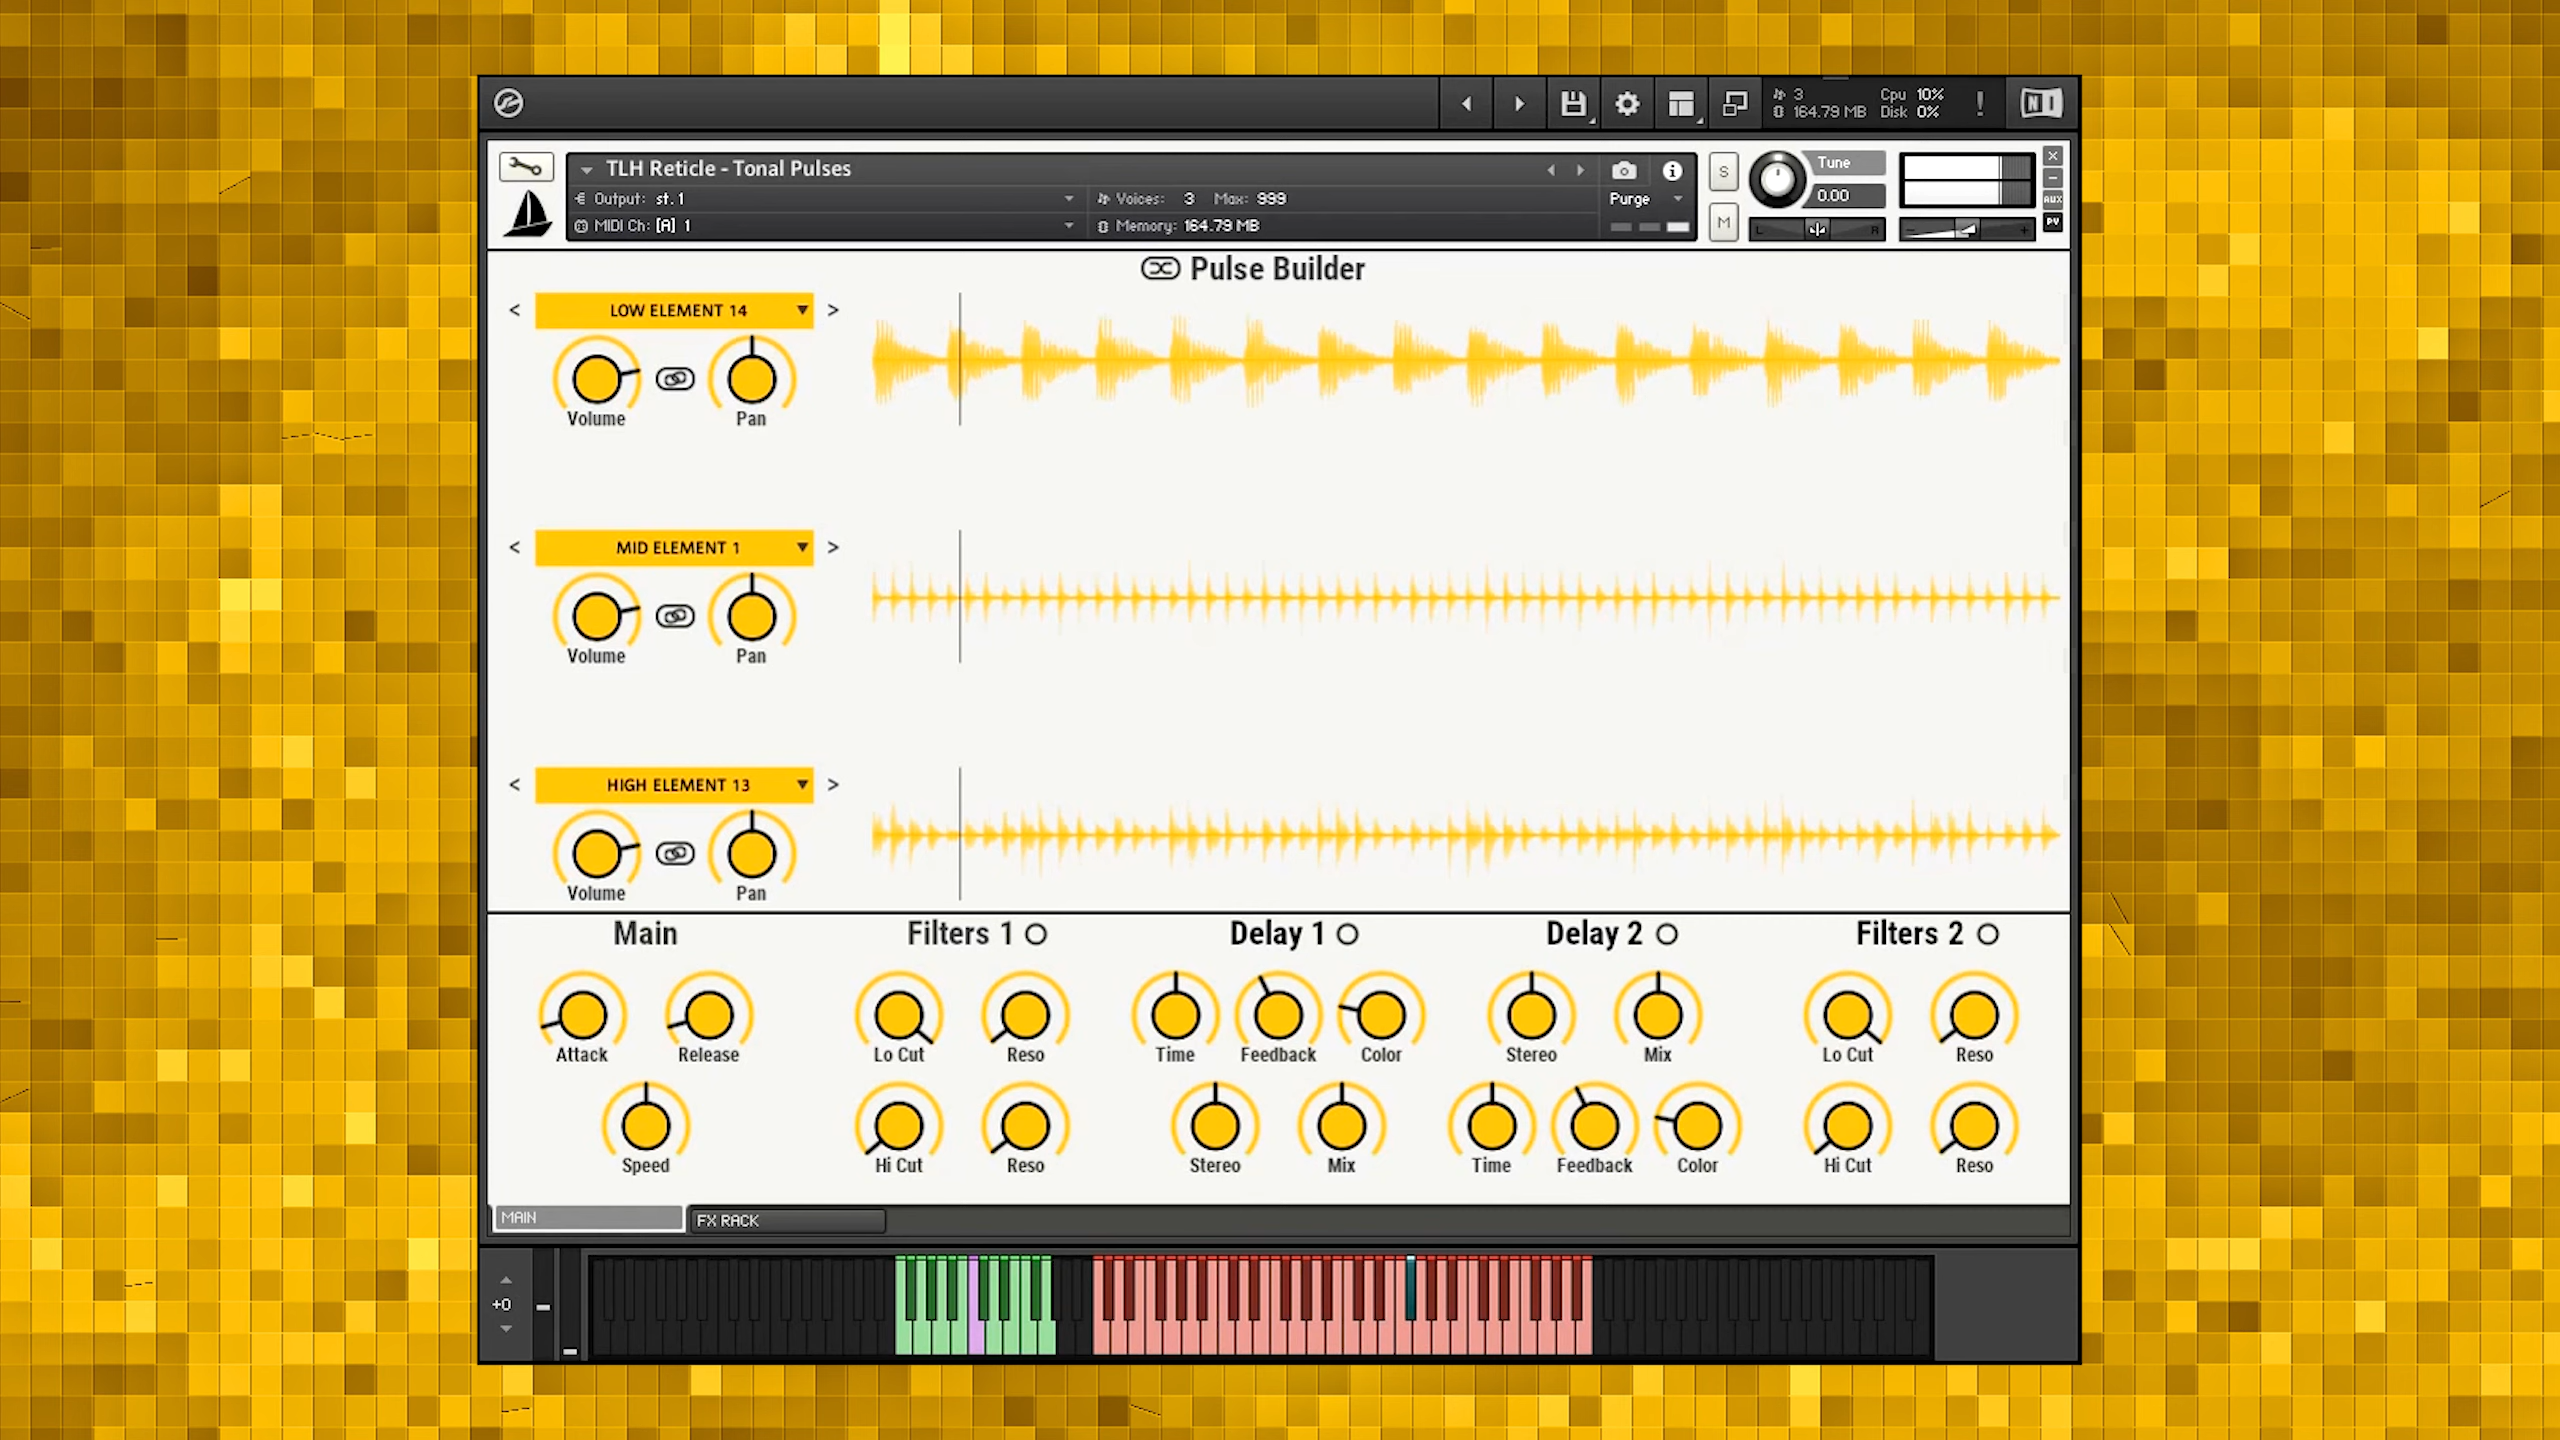 3 Cpu 10%
164.79 MB Disk 0% ! NI
TLH Reticle - Tonal Pulses i S Tune
Output: st. 1 Voices: 3 Max: 999 Purge 0.00 AUX
MIDI Ch: [A] 1 Memory: 164.79 MB M L R - + PV
Pulse Builder
< LOW ELEMENT 14 >
Volume Pan
< MID ELEMENT 1 >
Volume Pan
< HIGH ELEMENT 13 >
Volume Pan
Main Filters 1 Delay 1 Delay 2 Filters 2
Attack Release Lo Cut Reso Time Feedback Color Stereo Mix Lo Cut Reso
Speed Hi Cut Reso Stereo Mix Time Feedback Color Hi Cut Reso
MAIN FX RACK
+0